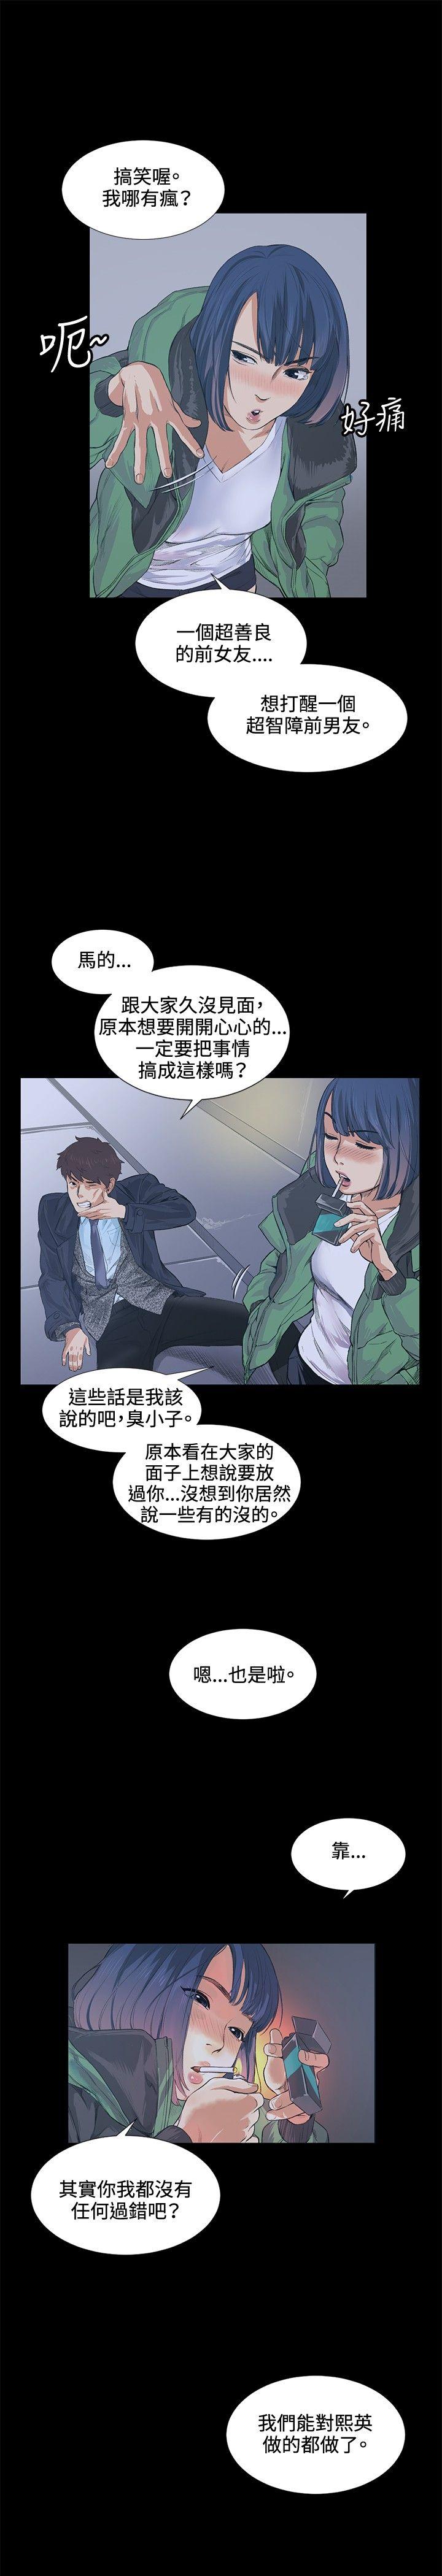 搞笑喔。
我哪有瘋？
呃~
好痛
一個超善良
的前女友....
想打醒一個
超智障前男友。
馬的...
跟大家久沒見面，
原本想要開開心心的...
一定要把事情
搞成這樣嗎？
這些話是我該
說的吧，臭小子。
原本看在大家的
面子上想說要放
過你...沒想到你居然
說一些有的沒的。
嗯...也是啦。
靠...
其實你我都沒有
任何過錯吧？
我們能對熙英
做的都做了。